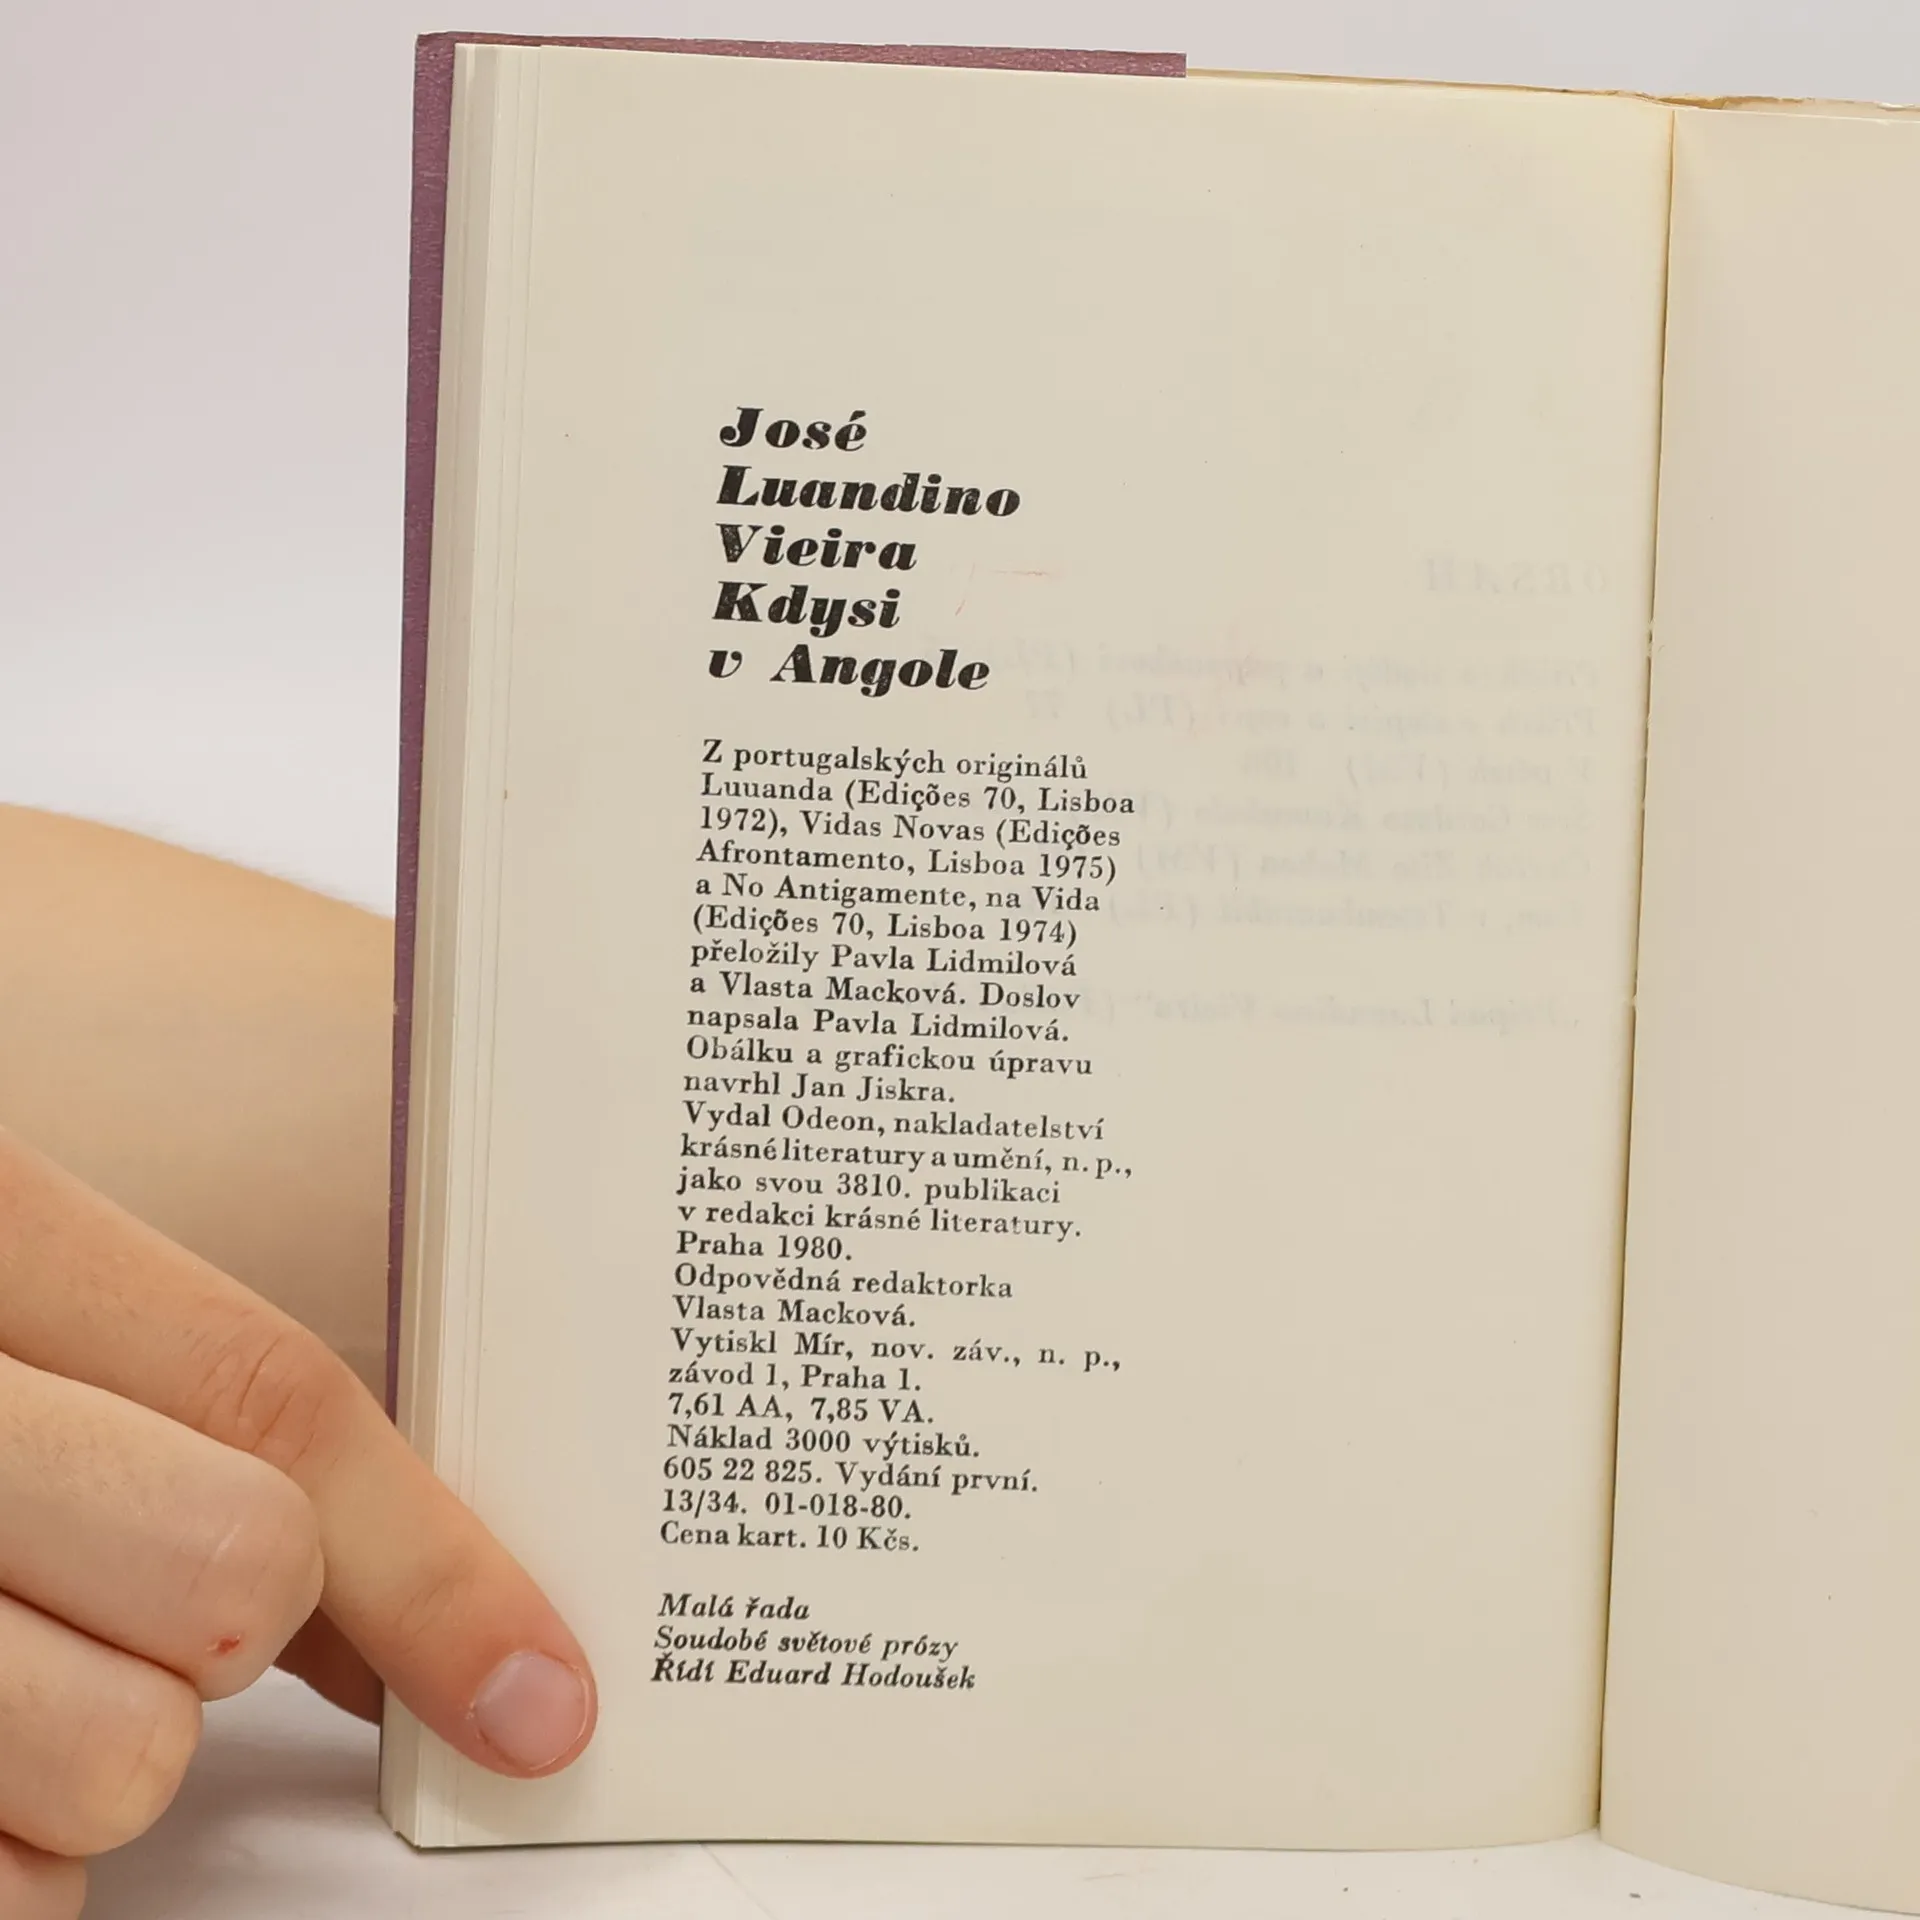 José
Luandino
Vieira
Kdysi
v Angole
Z portugalských originálů
Luuanda (Edições 70, Lisboa
1972), Vidas Novas (Edições
Afrontamento, Lisboa 1975)
a No Antigamente, na Vida
(Edições 70, Lisboa 1974)
přeložily Pavla Lidmilová
a Vlasta Macková. Doslov
napsala Pavla Lidmilová.
Obálku a grafickou úpravu
navrhl Jan Jiskra.
Vydal Odeon, nakladatelství
krásné literatury a umění, n. p.,
jako svou 3810. publikaci
v redakci krásné literatury.
Praha 1980.
Odpovědná redaktorka
Vlasta Macková.
Vytiskl Mír, nov. záv., n. p.,
závod 1, Praha 1.
7,61 AA, 7,85 VA.
Náklad 3000 výtisků.
605 22 825. Vydání první.
13/34. 01-018-80.
Cena kart. 10 Kčs.
Malá řada
Soudobé světové prózy
Řídí Eduard Hodoušek